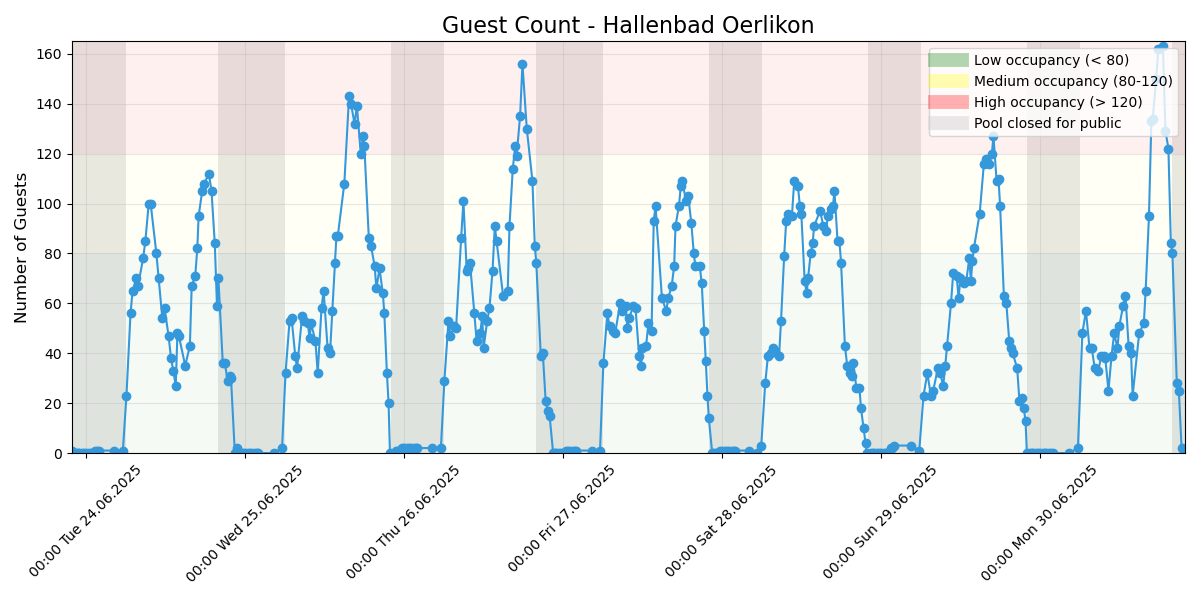 Guest Count - Hallenbad Oerlikon
Number of Guests
160
140
120
100
80
60
40
20
0
Low occupancy (< 80)
Medium occupancy (80-120)
High occupancy (> 120)
Pool closed for public
00:00 Tue 24.06.2025
00:00 Wed 25.06.2025
00:00 Thu 26.06.2025
00:00 Fri 27.06.2025
00:00 Sat 28.06.2025
00:00 Sun 29.06.2025
00:00 Mon 30.06.2025